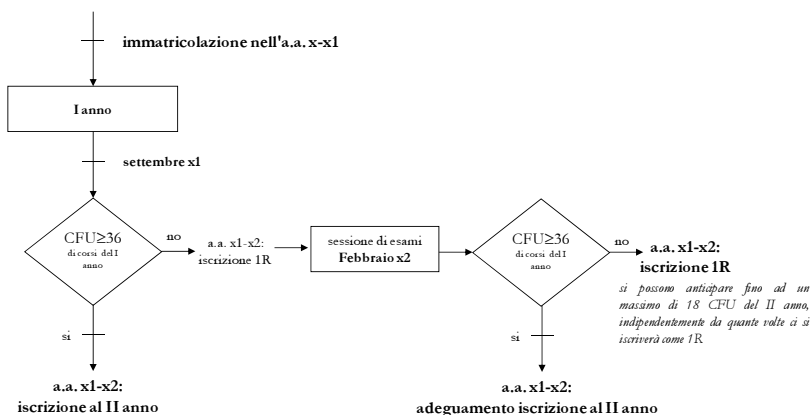 immatricolazione nell'a.a. x-x1
I anno
settembre x1
CFU≥36
di corsi del I
anno
no
a.a. x1-x2:
iscrizione 1R
sessione di esami
Febbraio x2
CFU≥36
di corsi del I
anno
no
a.a. x1-x2:
iscrizione 1R
si possono anticipare fino ad un
massimo di 18 CFU del II anno,
indipendentemente da quante volte ci si
iscriverà come 1R
si
a.a. x1-x2:
iscrizione al II anno
si
a.a. x1-x2:
adeguamento iscrizione al II anno